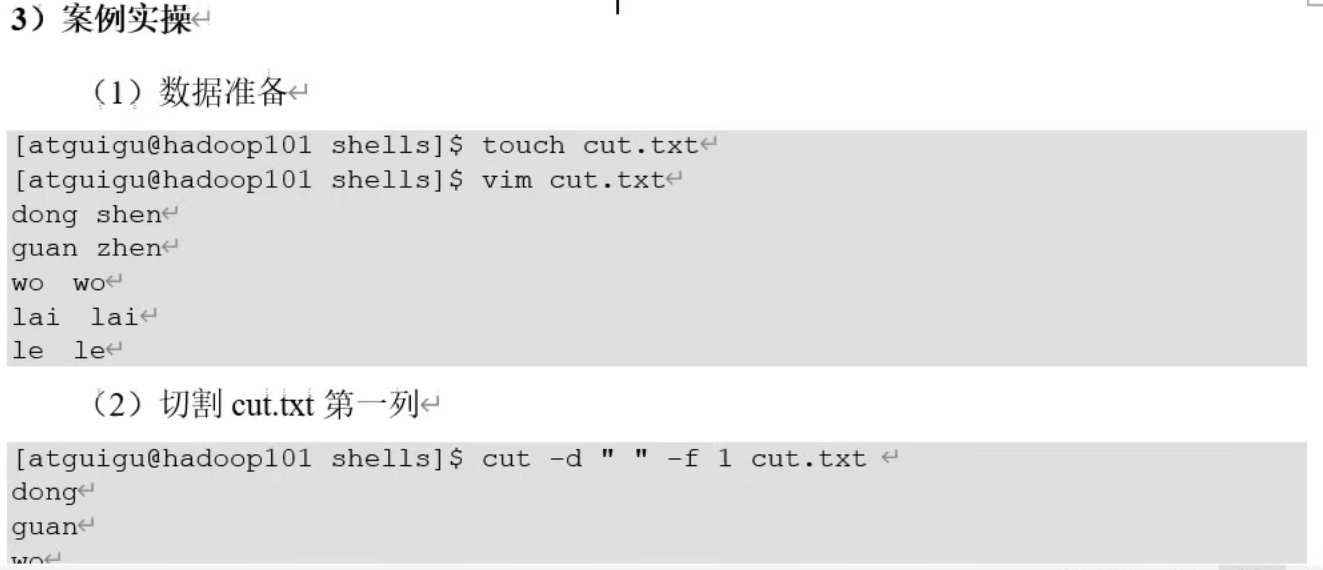 3）案例实操
（1）数据准备
[atguigu@hadoop101 shells]$ touch cut.txt
[atguigu@hadoop101 shells]$ vim cut.txt
dong shen
guan zhen
wo  wo
lai  lai
le  le
（2）切割 cut.txt 第一列
[atguigu@hadoop101 shells]$ cut -d " " -f 1 cut.txt
dong
guan
wo